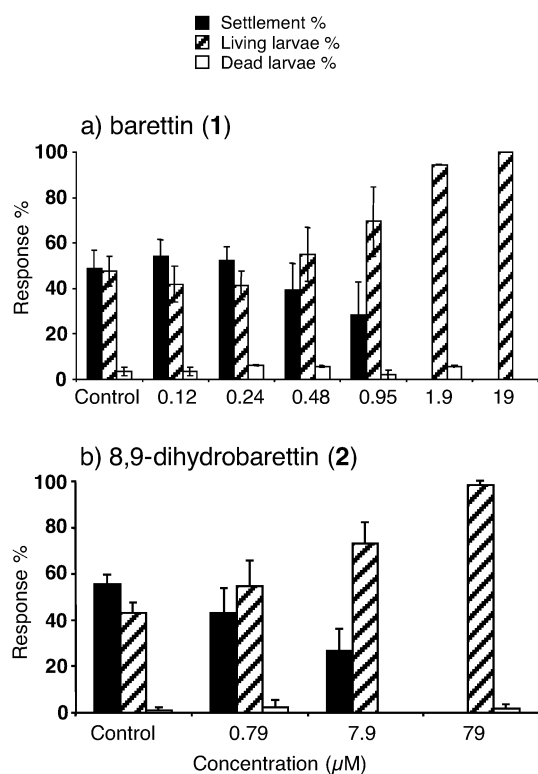 Settlement %
Living larvae %
Dead larvae %
a) barettin (1)
100
80
60
40
20
0
Response %
Control 0.12 0.24 0.48 0.95 1.9 19
b) 8,9-dihydrobarettin (2)
100
80
60
40
20
0
Response %
Control 0.79 7.9 79
Concentration (μM)